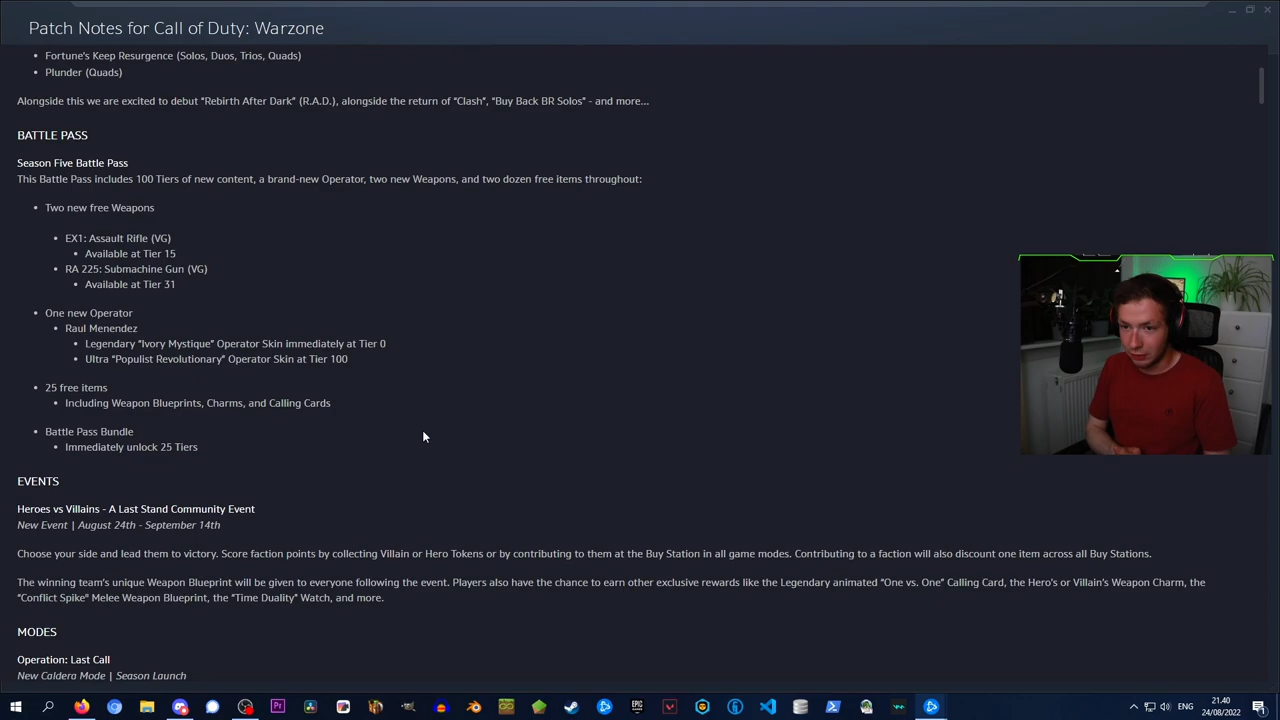 Patch Notes for Call of Duty: Warzone
• Fortune's Keep Resurgence (Solos, Duos, Trios, Quads)
• Plunder (Quads)
Alongside this we are excited to debut "Rebirth After Dark" (R.A.D.), alongside the return of "Clash", "Buy Back BR Solos" - and more...
BATTLE PASS
Season Five Battle Pass
This Battle Pass includes 100 Tiers of new content, a brand-new Operator, two new Weapons, and two dozen free items throughout:
• Two new free Weapons
• EX1: Assault Rifle (VG)
• Available at Tier 15
• RA 225: Submachine Gun (VG)
• Available at Tier 31
• One new Operator
• Raul Menendez
• Legendary "Ivory Mystique" Operator Skin immediately at Tier 0
• Ultra "Populist Revolutionary" Operator Skin at Tier 100
• 25 free items
• Including Weapon Blueprints, Charms, and Calling Cards
• Battle Pass Bundle
• Immediately unlock 25 Tiers
EVENTS
Heroes vs Villains - A Last Stand Community Event
New Event | August 24th - September 14th
Choose your side and lead them to victory. Score faction points by collecting Villain or Hero Tokens or by contributing to them at the Buy Station in all game modes. Contributing to a faction will also discount one item across all Buy Stations.
The winning team's unique Weapon Blueprint will be given to everyone following the event. Players also have the chance to earn other exclusive rewards like the Legendary animated "One vs. One" Calling Card, the Hero's or Villain's Weapon Charm, the
"Conflict Spike" Melee Weapon Blueprint, the "Time Duality" Watch, and more.
MODES
Operation: Last Call
New Caldera Mode | Season Launch
Pr
EPIC
ENG
21.40
24/08/2022